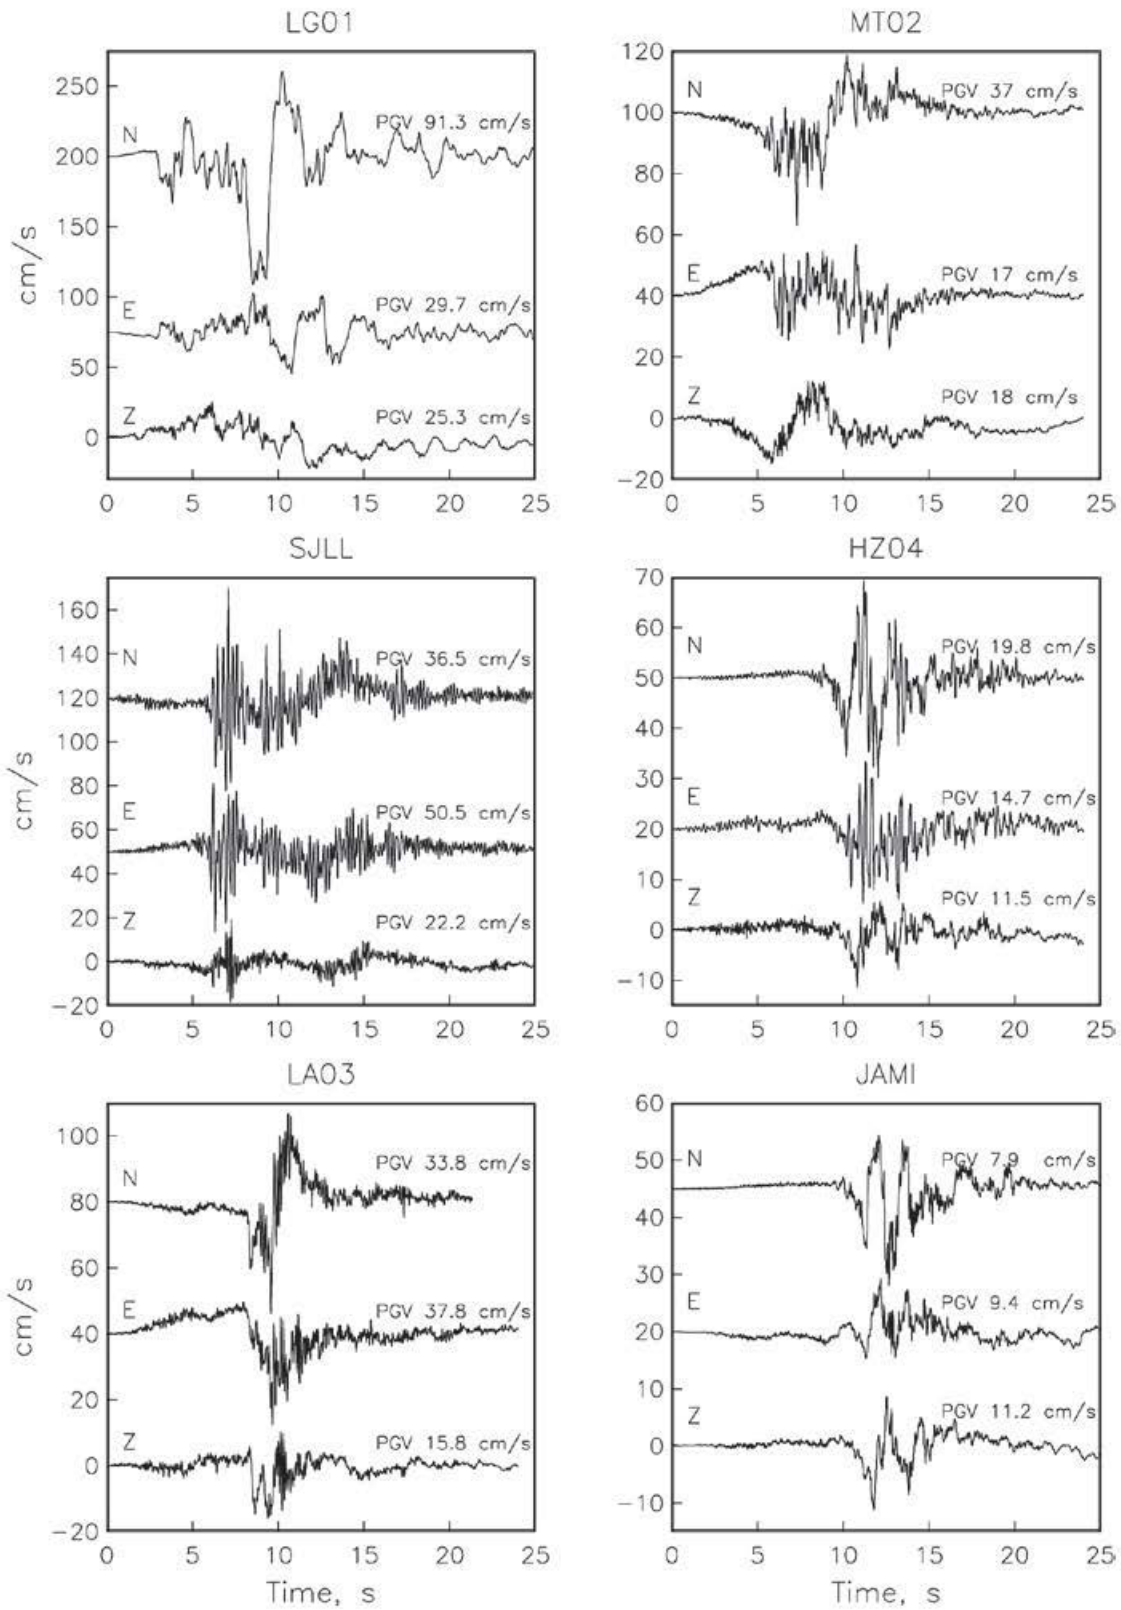 LG01
MT02
250
200
150
100
50
0
cm/s
N
PGV 91.3 cm/s
E
PGV 29.7 cm/s
Z
PGV 25.3 cm/s
0 5 10 15 20 25
120
100
80
60
40
20
0
−20
N
PGV 37 cm/s
E
PGV 17 cm/s
Z
PGV 18 cm/s
0 5 10 15 20 25
SJLL
HZ04
160
140
120
100
80
60
40
20
0
−20
cm/s
N
PGV 36.5 cm/s
E
PGV 50.5 cm/s
Z
PGV 22.2 cm/s
0 5 10 15 20 25
70
60
50
40
30
20
10
0
−10
N
PGV 19.8 cm/s
E
PGV 14.7 cm/s
Z
PGV 11.5 cm/s
0 5 10 15 20 25
LA03
JAMI
100
80
60
40
20
0
−20
cm/s
N
PGV 33.8 cm/s
E
PGV 37.8 cm/s
Z
PGV 15.8 cm/s
0 5 10 15 20 25
Time, s
60
50
40
30
20
10
0
−10
N
PGV 7.9 cm/s
E
PGV 9.4 cm/s
Z
PGV 11.2 cm/s
0 5 10 15 20 25
Time, s